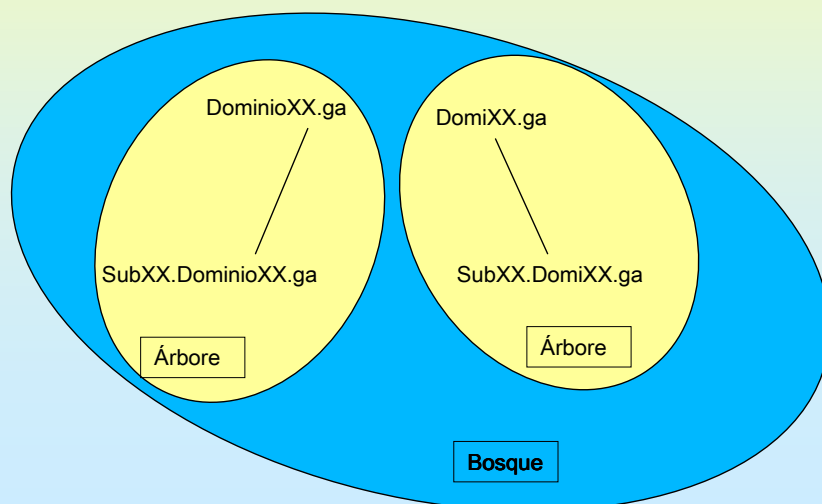 DominioXX.ga
DomiXX.ga
SubXX.DominioXX.ga
SubXX.DomiXX.ga
Árbore
Árbore
Bosque